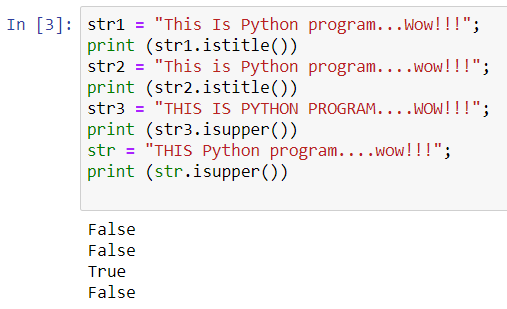 In [3]: str1 = "This Is Python program...Wow!!!";
print (str1.istitle())
str2 = "This is Python program....wow!!!";
print (str2.istitle())
str3 = "THIS IS PYTHON PROGRAM....WOW!!!";
print (str3.isupper())
str = "THIS Python program....wow!!!";
print (str.isupper())
False
False
True
False